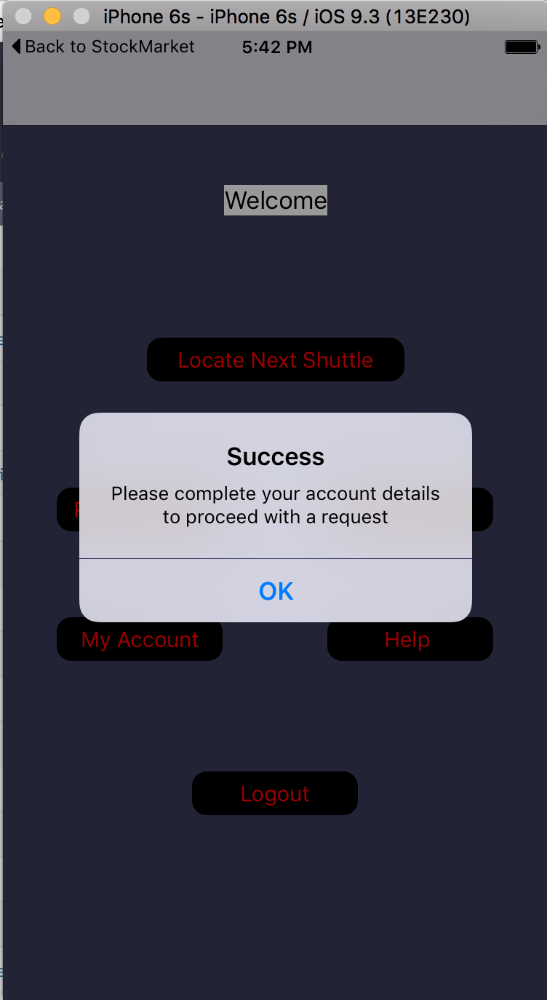 iPhone 6s - iPhone 6s / iOS 9.3 (13E230)
Back to StockMarket 5:42 PM
Welcome
Locate Next Shuttle
Success
Please complete your account details
to proceed with a request
OK
My Account Help
Logout